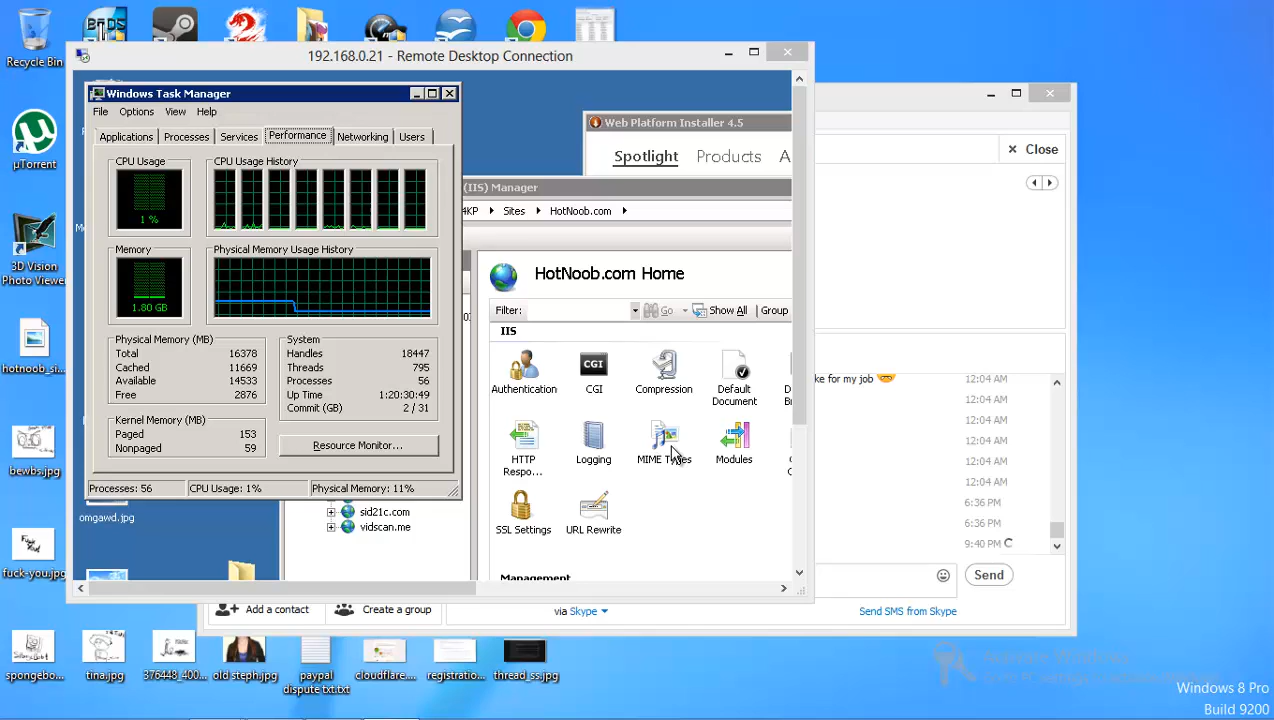 Recycle Bin
µTorrent
3D Vision
Photo Viewer
hotnoob_si...
bewbs.jpg
fuck-you.jpg
spongebo...
tina.jpg
376448_400...
old steph.jpg
paypal
dispute txt.txt
cloudflare....
registratio...
thread_ss.jpg
192.168.0.21 - Remote Desktop Connection
Windows Task Manager
File Options View Help
Applications Processes Services Performance Networking Users
CPU Usage
1 %
CPU Usage History
Memory
1.80 GB
Physical Memory Usage History
Physical Memory (MB)
Total 16378
Cached 11669
Available 14533
Free 2876
Kernel Memory (MB)
Paged 153
Nonpaged 59
System
Handles 18447
Threads 795
Processes 56
Up Time 1:20:30:49
Commit (GB) 2 / 31
Resource Monitor...
Processes: 56 CPU Usage: 1% Physical Memory: 11%
omgawd.jpg
sid21c.com
vidscan.me
Web Platform Installer 4.5
Spotlight Products A
(IIS) Manager
4KP Sites HotNoob.com
HotNoob.com Home
Filter: Go Show All Group
IIS
Authentication
CGI
CGI
Compression
Default
Document
HTTP
Respo...
Logging
MIME Types
Modules
SSL Settings
URL Rewrite
Management
Close
ke for my job 12:04 AM
12:04 AM
12:04 AM
12:04 AM
12:04 AM
12:04 AM
6:36 PM
6:36 PM
9:40 PM
Send
Add a contact Create a group
via Skype
Send SMS from Skype
Activate Windows
Windows 8 Pro
Build 9200